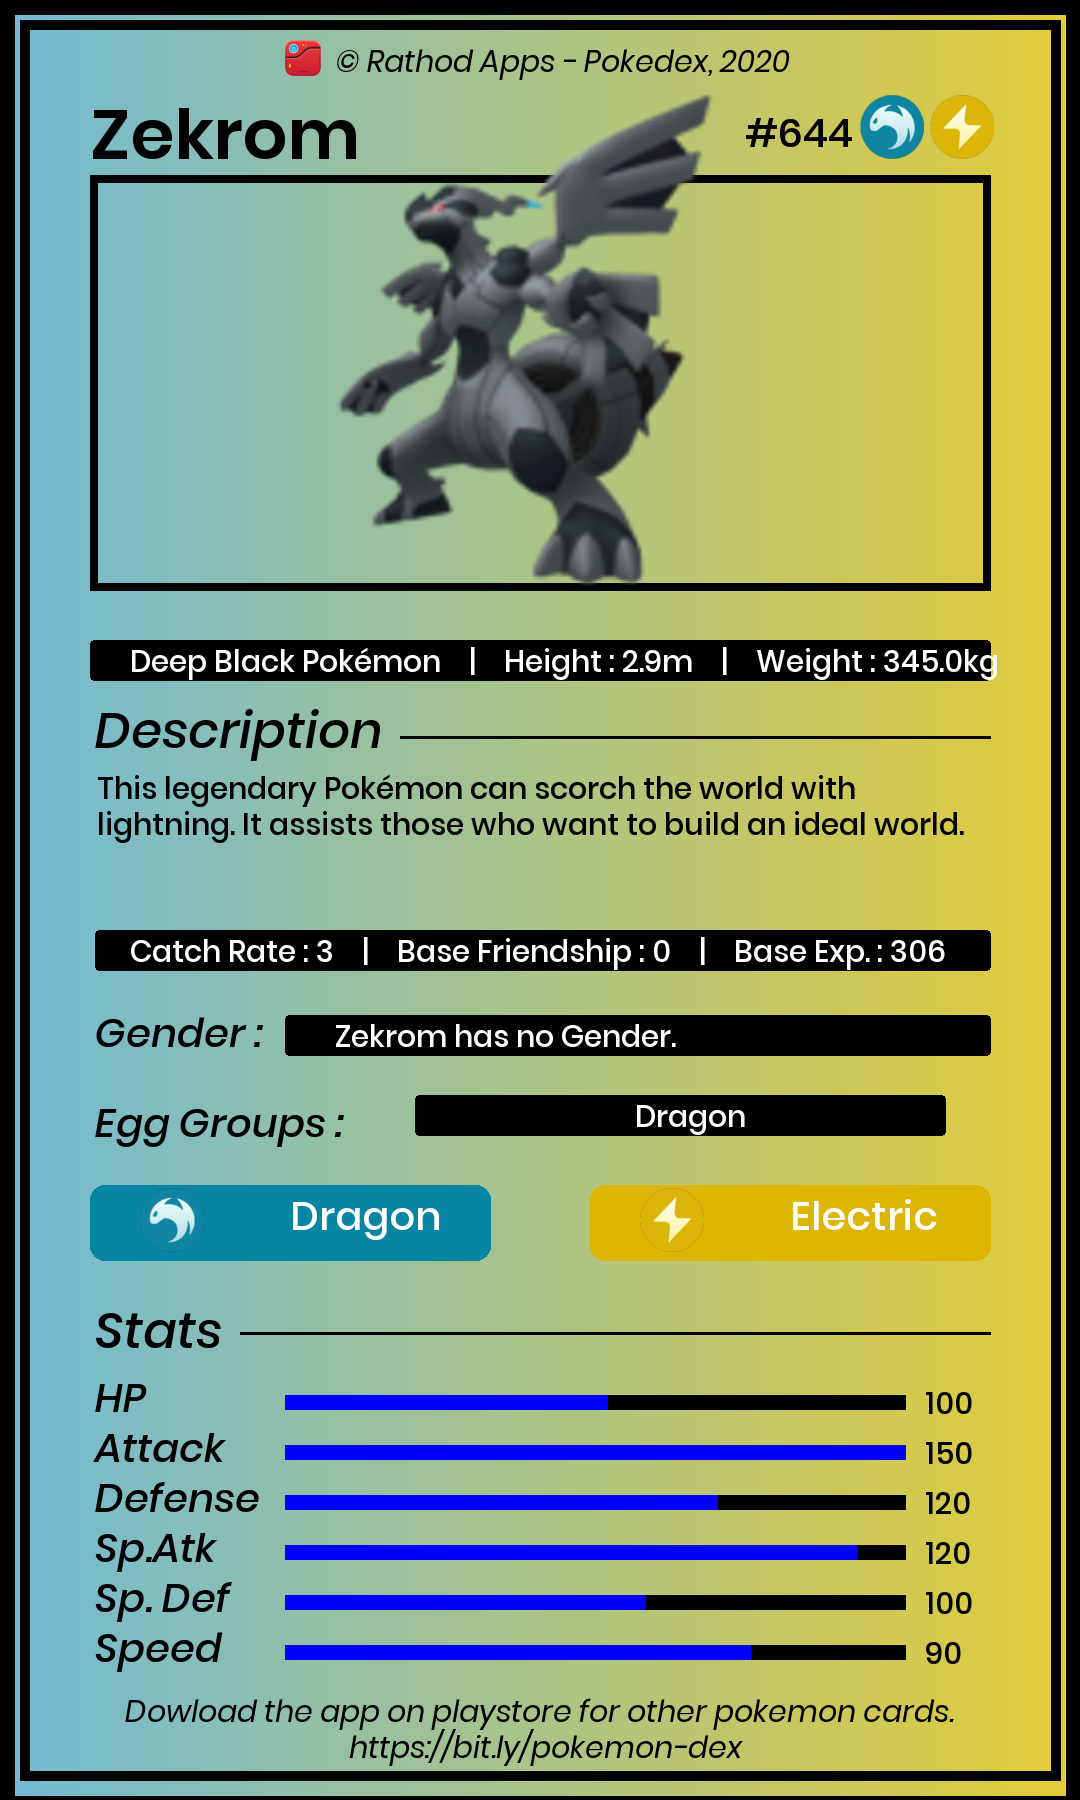 © Rathod Apps - Pokedex, 2020
Zekrom
#644
Deep Black Pokémon | Height : 2.9m | Weight : 345.0kg
Description
This legendary Pokémon can scorch the world with
lightning. It assists those who want to build an ideal world.
Catch Rate : 3 | Base Friendship : 0 | Base Exp. : 306
Gender : Zekrom has no Gender.
Egg Groups : Dragon
Dragon Electric
Stats
HP 100
Attack 150
Defense 120
Sp.Atk 120
Sp. Def 100
Speed 90
Dowload the app on playstore for other pokemon cards.
https://bit.ly/pokemon-dex